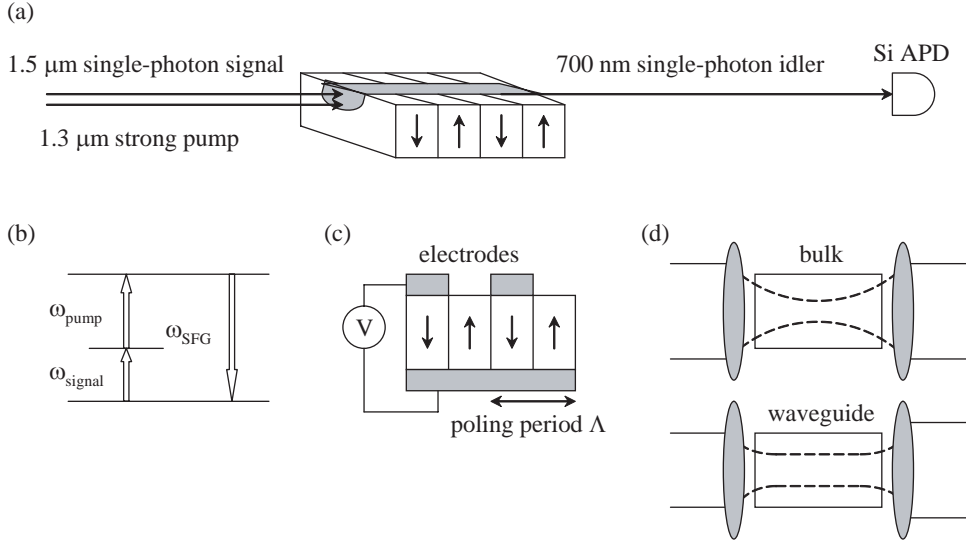 (a)
1.5 μm single-photon signal
700 nm single-photon idler
Si APD
1.3 μm strong pump
(b)
ω_pump
ω_SFG
ω_signal
(c)
electrodes
V
poling period Λ
(d)
bulk
waveguide